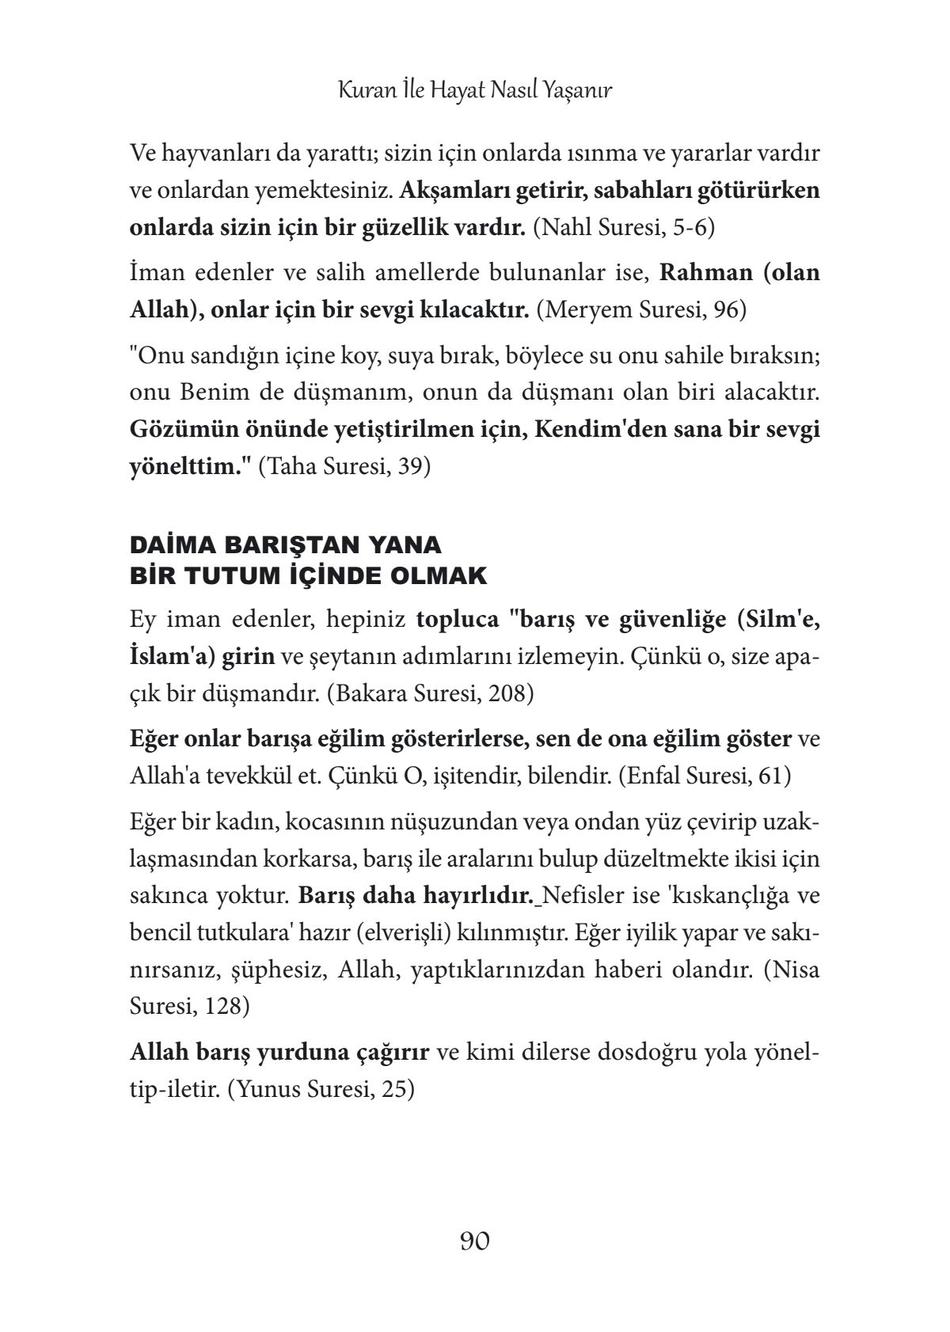 Kuran İle Hayat Nasıl Yaşanır
Ve hayvanları da yarattı; sizin için onlarda ısınma ve yararlar vardır
ve onlardan yemektesiniz. Akşamları getirir, sabahları götürürken
onlarda sizin için bir güzellik vardır. (Nahl Suresi, 5-6)
İman edenler ve salih amellerde bulunanlar ise, Rahman (olan
Allah), onlar için bir sevgi kılacaktır. (Meryem Suresi, 96)
"Onu sandığın içine koy, suya bırak, böylece su onu sahile bıraksın;
onu Benim de düşmanım, onun da düşmanı olan biri alacaktır.
Gözümün önünde yetiştirilmen için, Kendim'den sana bir sevgi
yönelttim." (Taha Suresi, 39)
DAİMA BARIŞTAN YANA
BİR TUTUM İÇİNDE OLMAK
Ey iman edenler, hepiniz topluca "barış ve güvenliğe (Silm'e,
İslam'a) girin ve şeytanın adımlarını izlemeyin. Çünkü o, size apa-
çık bir düşmandır. (Bakara Suresi, 208)
Eğer onlar barışa eğilim gösterirlerse, sen de ona eğilim göster ve
Allah'a tevekkül et. Çünkü O, işitendir, bilendir. (Enfal Suresi, 61)
Eğer bir kadın, kocasının nüşuzundan veya ondan yüz çevirip uzak-
laşmasından korkarsa, barış ile aralarını bulup düzeltmekte ikisi için
sakınca yoktur. Barış daha hayırlıdır._Nefisler ise 'kıskançlığa ve
bencil tutkulara' hazır (elverişli) kılınmıştır. Eğer iyilik yapar ve sakı-
nırsanız, şüphesiz, Allah, yaptıklarınızdan haberi olandır. (Nisa
Suresi, 128)
Allah barış yurduna çağırır ve kimi dilerse dosdoğru yola yönel-
tip-iletir. (Yunus Suresi, 25)
90